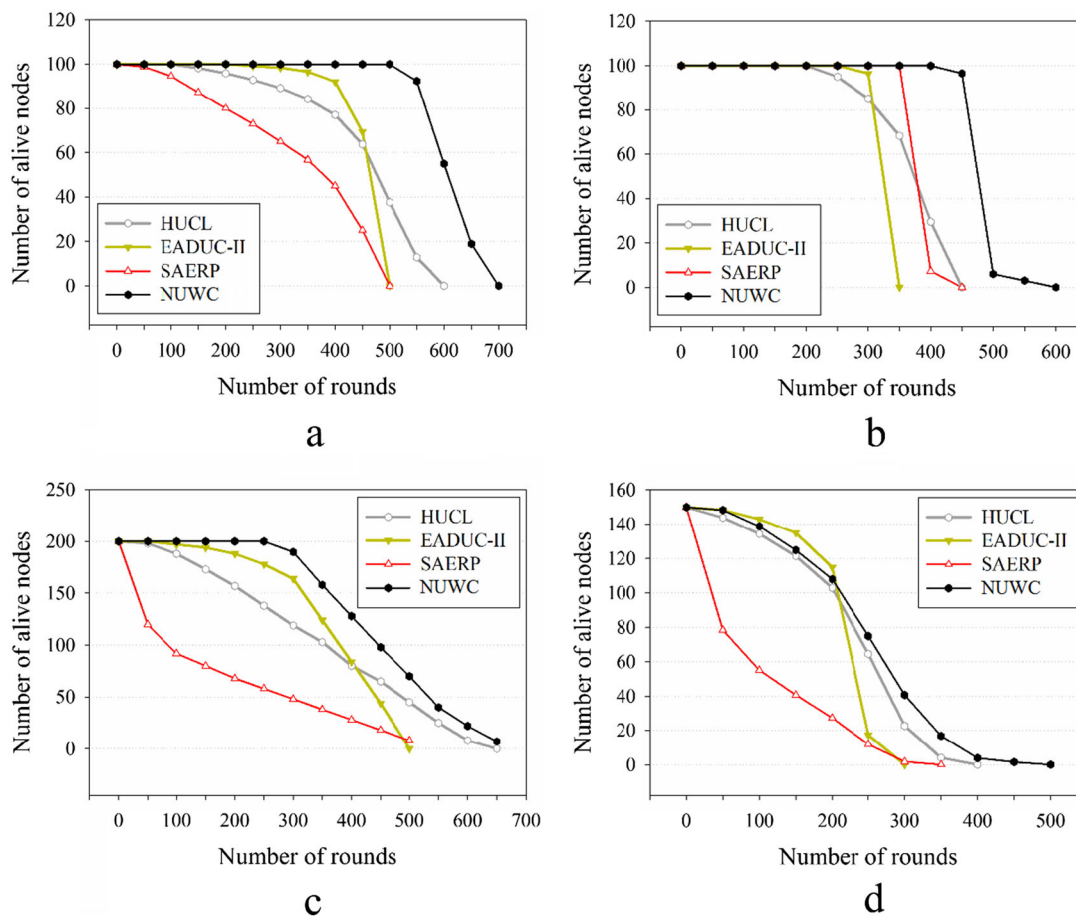 120
100
80
60
40
20
0
Number of alive nodes
HUCL
EADUC-II
SAERP
NUWC
0 100 200 300 400 500 600 700
Number of rounds
a
120
100
80
60
40
20
0
Number of alive nodes
HUCL
EADUC-II
SAERP
NUWC
0 100 200 300 400 500 600
Number of rounds
b
250
200
150
100
50
0
Number of alive nodes
HUCL
EADUC-II
SAERP
NUWC
0 100 200 300 400 500 600 700
Number of rounds
c
160
140
120
100
80
60
40
20
0
Number of alive nodes
HUCL
EADUC-II
SAERP
NUWC
0 100 200 300 400 500
Number of rounds
d